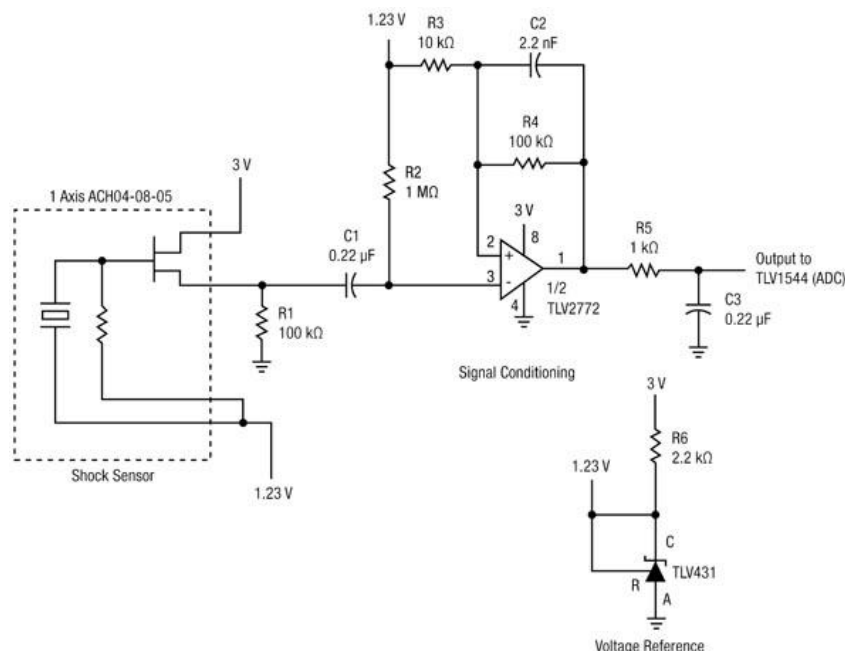 1.23 V
R3
10 kΩ
C2
2.2 nF
R4
100 kΩ
R2
1 MΩ
3 V
1 Axis ACH04-08-05
C1
0.22 µF
3 V
2
+
8
1
3
-
4
1/2
TLV2772
R5
1 kΩ
Output to
TLV1544 (ADC)
C3
0.22 µF
R1
100 kΩ
Signal Conditioning
Shock Sensor
1.23 V
3 V
R6
2.2 kΩ
1.23 V
C
TLV431
R
A
Voltage Reference